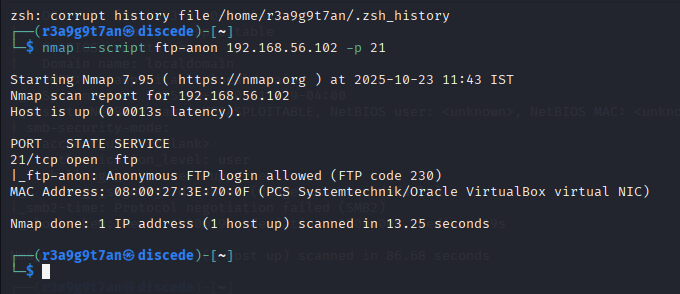 zsh: corrupt history file /home/r3a9g9t7an/.zsh_history
┌──(r3a9g9t7an㉿discede)-[~]
└─$ nmap --script ftp-anon 192.168.56.102 -p 21
Starting Nmap 7.95 ( https://nmap.org ) at 2025-10-23 11:43 IST
Nmap scan report for 192.168.56.102
Host is up (0.0013s latency).
PORT   STATE SERVICE
21/tcp open  ftp
|_ftp-anon: Anonymous FTP login allowed (FTP code 230)
MAC Address: 08:00:27:3E:70:0F (PCS Systemtechnik/Oracle VirtualBox virtual NIC)
Nmap done: 1 IP address (1 host up) scanned in 13.25 seconds
┌──(r3a9g9t7an㉿discede)-[~]
└─$